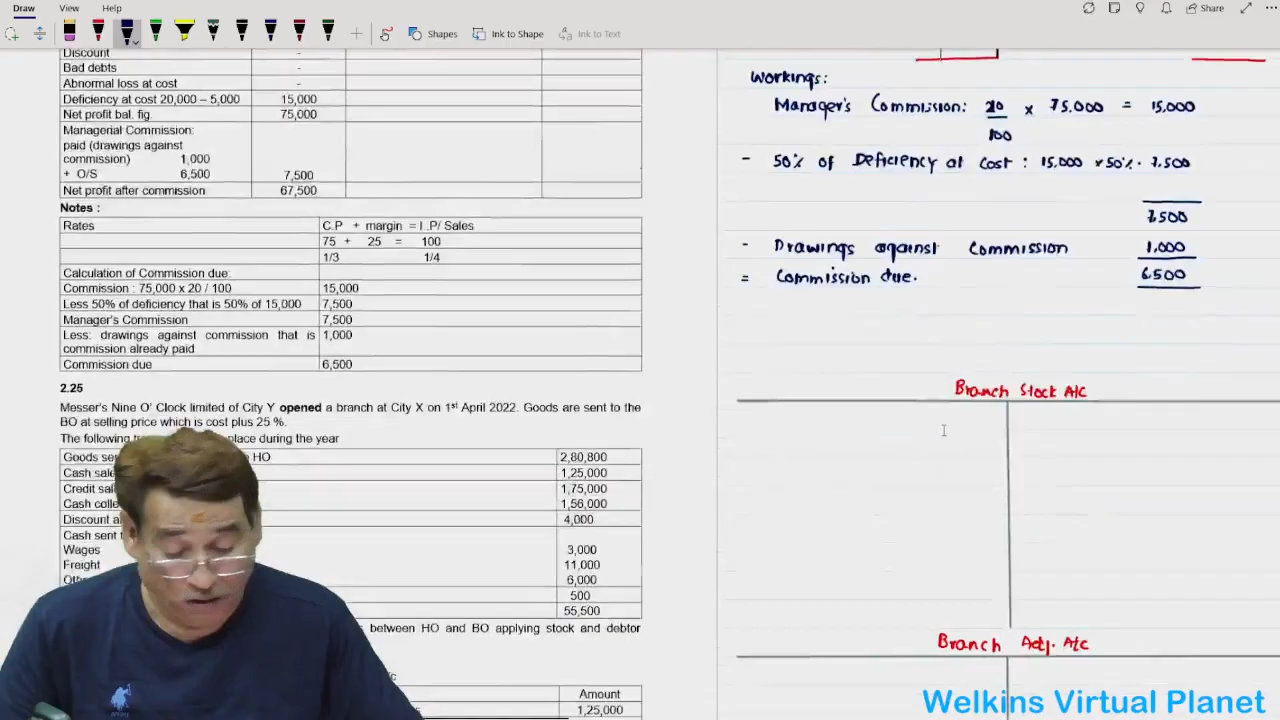 Draw View Help
Share
Shapes Ink to Shape Ink to Text
Discount -
Bad debts -
Abnormal loss at cost -
Deficiency at cost 20,000 – 5,000 15,000
Net profit bal. fig. 75,000
Managerial Commission:
paid (drawings against
commission) 1,000
+ O/S 6,500 7,500
Net profit after commission 67,500
Notes :
Rates C.P + margin = I .P/ Sales
75 + 25 = 100
1/3 1/4
Calculation of Commission due:
Commission : 75,000 x 20 / 100 15,000
Less 50% of deficiency that is 50% of 15,000 7,500
Manager's Commission 7,500
Less: drawings against commission that is 1,000
commission already paid
Commission due 6,500
2.25
Messer's Nine O' Clock limited of City Y opened a branch at City X on 1st April 2022. Goods are sent to the
BO at selling price which is cost plus 25 %.
The following place during the year
Goods HO 2,80,800
Cash 1,25,000
Credit 1,75,000
Cash 1,56,000
Discount 4,000
Cash sent
Wages 3,000
Freight 11,000
6,000
500
55,500
between HO and BO applying stock and debtor
Amount
1,25,000
Workings:
Manager's Commission: 20/100 x 75.000 = 15,000
- 50% of Deficiency at Cost : 15.000 x 50% . 7.500
7,500
- Drawings against Commission 1,000
= Commission due. 6,500
Branch Stock A/c
Branch Adj. A/c
Welkins Virtual Planet